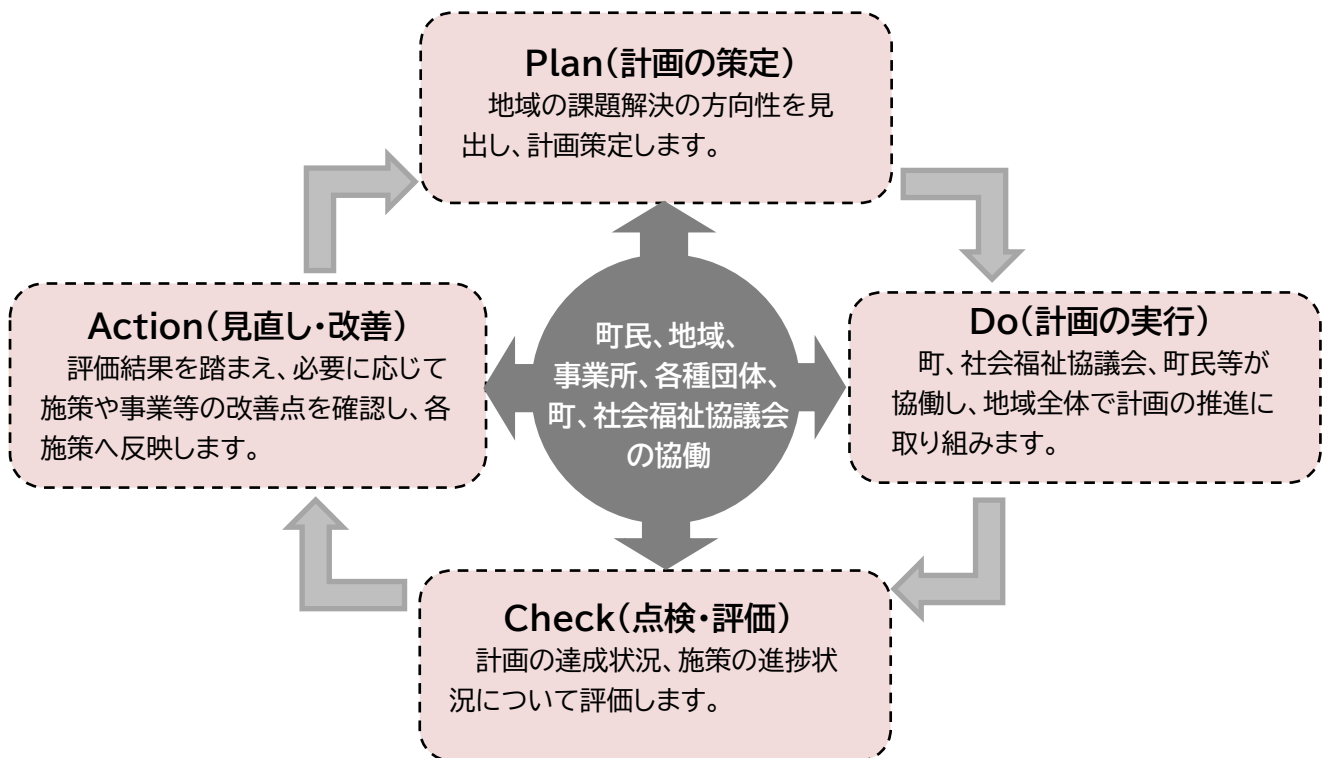 Plan（計画の策定）
地域の課題解決の方向性を見
出し、計画策定します。
Action（見直し・改善）
評価結果を踏まえ、必要に応じて
施策や事業等の改善点を確認し、各
施策へ反映します。
町民、地域、
事業所、各種団体、
町、社会福祉協議会
の協働
Do（計画の実行）
町、社会福祉協議会、町民等が
協働し、地域全体で計画の推進に
取り組みます。
Check（点検・評価）
計画の達成状況、施策の進捗状
況について評価します。